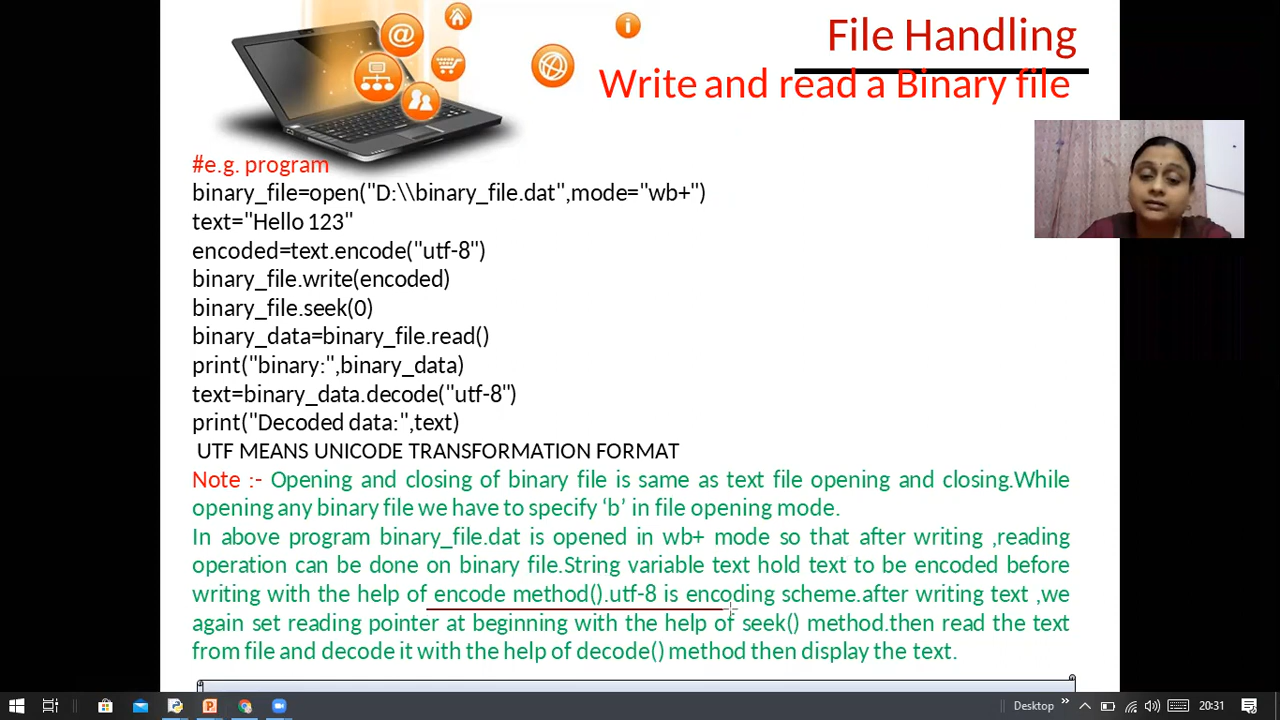 File Handling
Write and read a Binary file
#e.g. program
binary_file=open("D:\\binary_file.dat",mode="wb+")
text="Hello 123"
encoded=text.encode("utf-8")
binary_file.write(encoded)
binary_file.seek(0)
binary_data=binary_file.read()
print("binary:",binary_data)
text=binary_data.decode("utf-8")
print("Decoded data:",text)
UTF MEANS UNICODE TRANSFORMATION FORMAT
Note :- Opening and closing of binary file is same as text file opening and closing.While
opening any binary file we have to specify ‘b’ in file opening mode.
In above program binary_file.dat is opened in wb+ mode so that after writing ,reading
operation can be done on binary file.String variable text hold text to be encoded before
writing with the help of encode method().utf-8 is encoding scheme.after writing text ,we
again set reading pointer at beginning with the help of seek() method.then read the text
from file and decode it with the help of decode() method then display the text.
Desktop
20:31